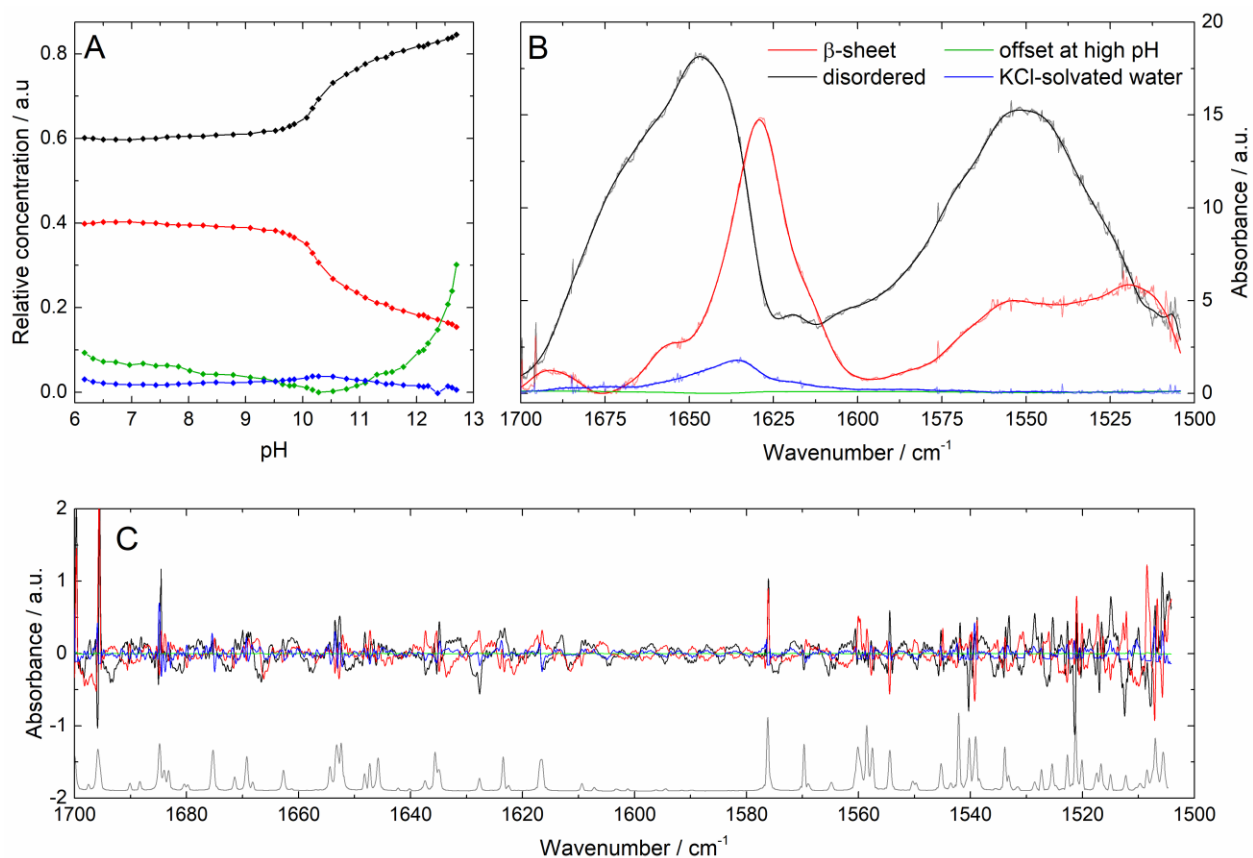 A
Relative concentration / a.u
0.8
0.6
0.4
0.2
0.0
6 7 8 9 10 11 12 13
pH
B
β-sheet
disordered
offset at high pH
KCl-solvated water
20
15
10
5
0
Absorbance / a.u.
1700 1675 1650 1625 1600 1575 1550 1525 1500
Wavenumber / cm⁻¹
C
Absorbance / a.u.
2
1
0
-1
-2
1700 1680 1660 1640 1620 1600 1580 1560 1540 1520 1500
Wavenumber / cm⁻¹